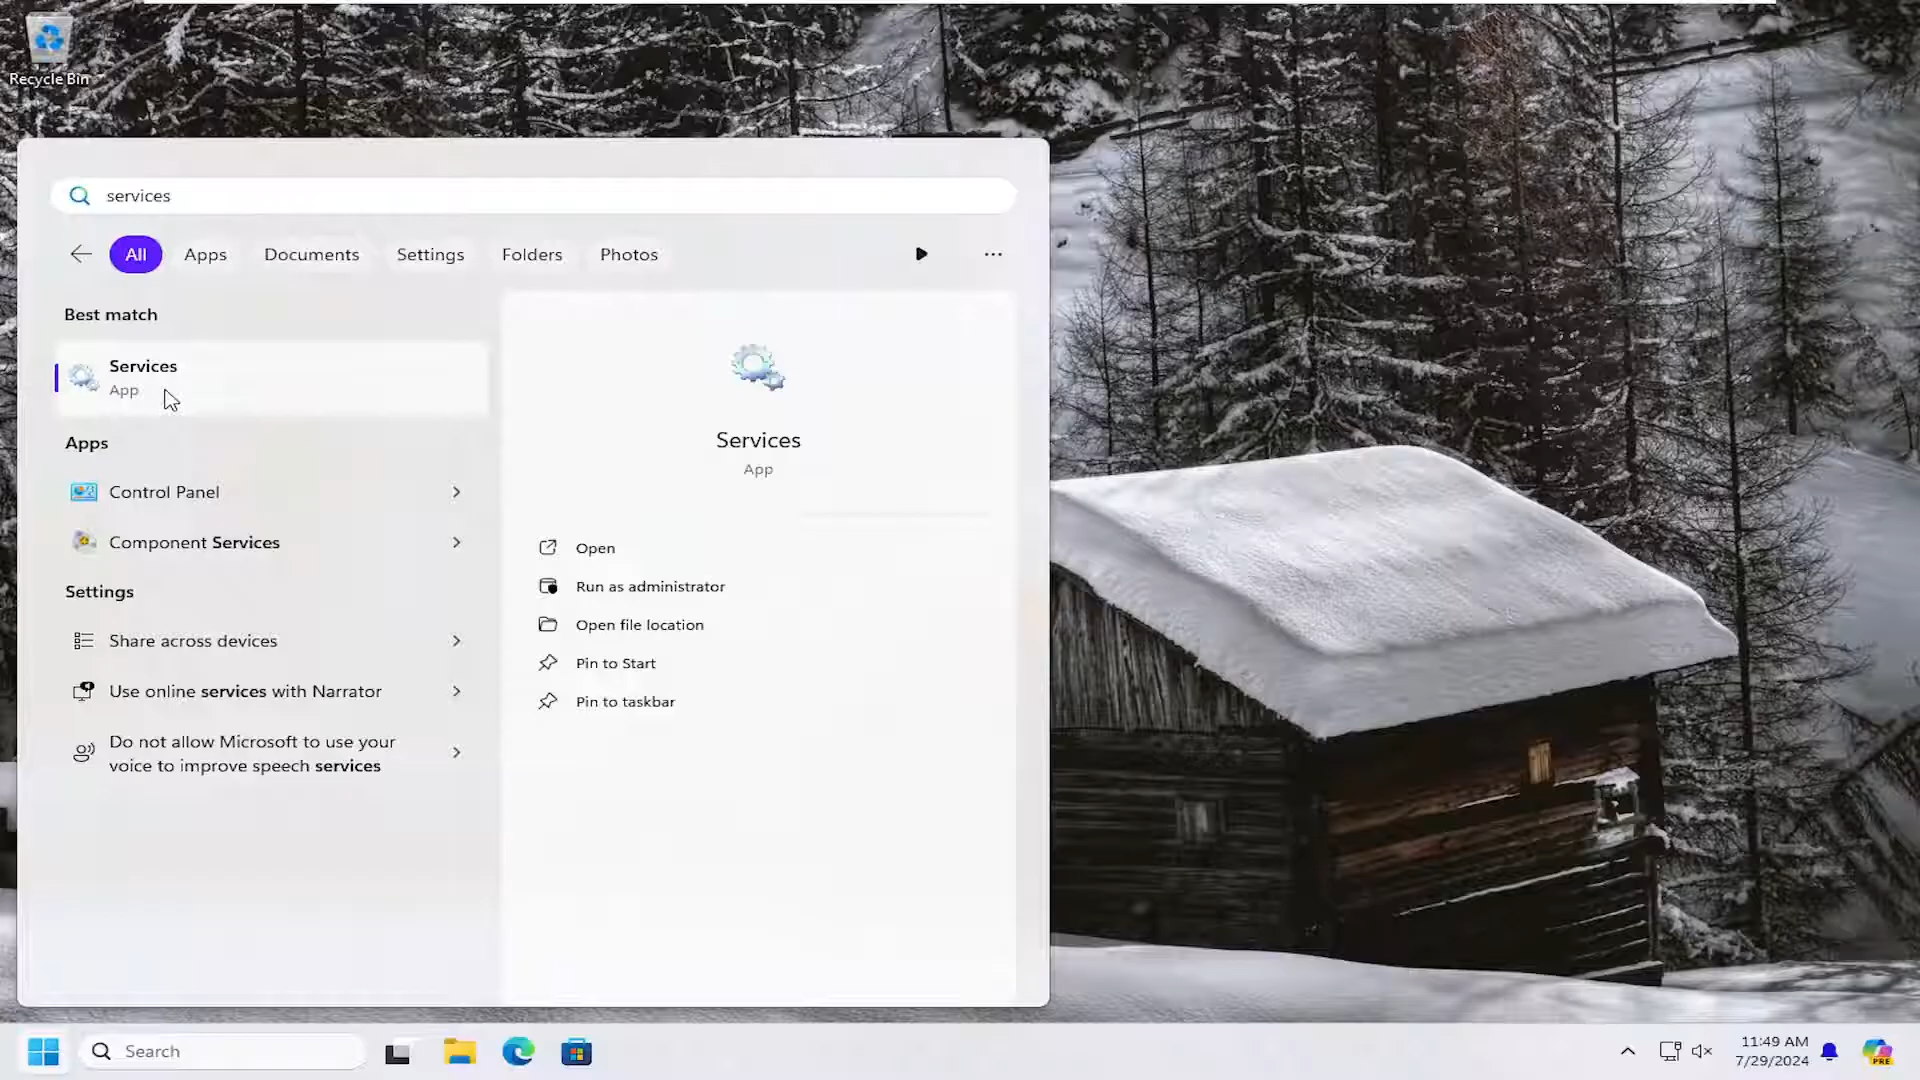 Recycle Bin
services
All
Apps
Documents
Settings
Folders
Photos
Best match
Services
App
Apps
Control Panel
Component Services
Settings
Share across devices
Use online services with Narrator
Do not allow Microsoft to use your
voice to improve speech services
Services
App
Open
Run as administrator
Open file location
Pin to Start
Pin to taskbar
Search
11:49 AM
7/29/2024
PRE